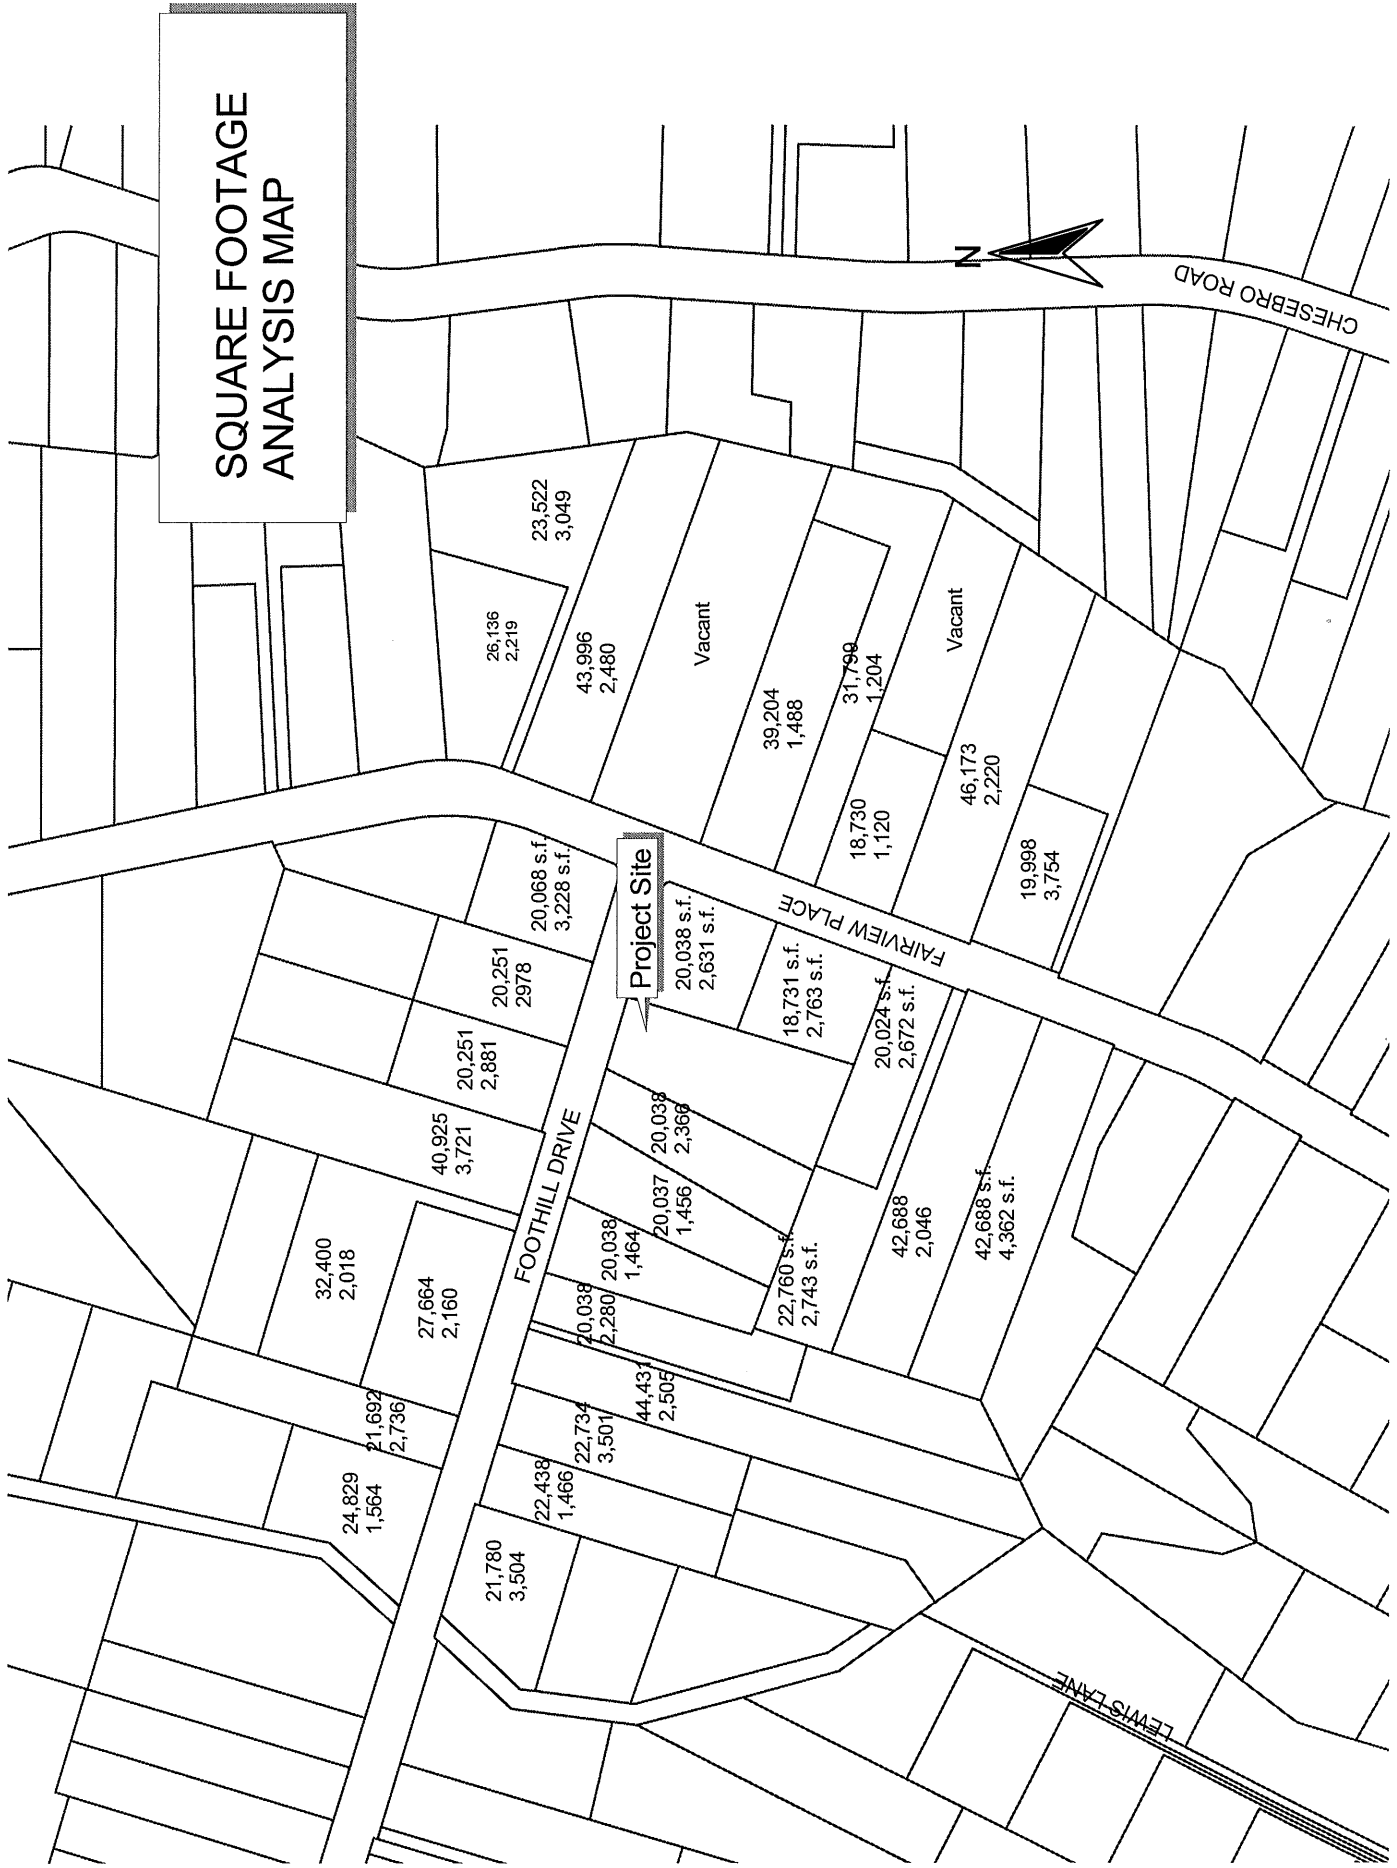 SQUARE FOOTAGE
ANALYSIS MAP
N
CHESEBRO ROAD
23,522
3,049
26,136
2,219
43,996
2,480
Vacant
39,204
1,488
31,799
1,204
Vacant
18,730
1,120
46,173
2,220
19,998
3,754
FAIRVIEW PLACE
Project Site
20,068 s.f.
3,228 s.f.
20,251
2978
20,251
2,881
40,925
3,721
32,400
2,018
27,664
2,160
21,692
2,736
24,829
1,564
FOOTHILL DRIVE
20,038 s.f.
2,631 s.f.
18,731 s.f.
2,763 s.f.
20,024 s.f.
2,672 s.f.
20,038
2,366
20,037
1,456
20,038
1,464
20,038
2,280
22,760 s.f.
2,743 s.f.
42,688
2,046
42,688 s.f.
4,362 s.f.
44,431
2,505
22,734
3,501
22,438
1,466
21,780
3,504
LEWIS LANE